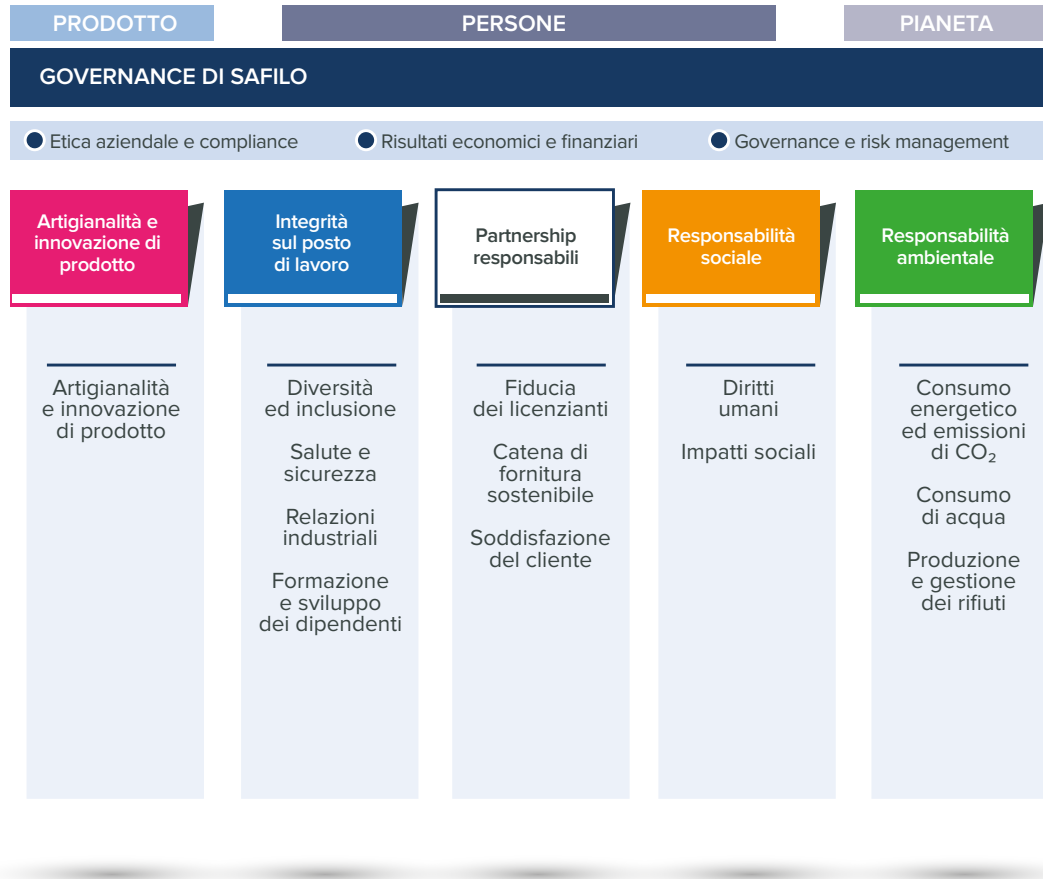 PRODOTTO
PERSONE
PIANETA
GOVERNANCE DI SAFILO
Etica aziendale e compliance
Risultati economici e finanziari
Governance e risk management
Artigianalità e
innovazione di
prodotto
Integrità
sul posto
di lavoro
Partnership
responsabili
Responsabilità
sociale
Responsabilità
ambientale
Artigianalità
e innovazione
di prodotto
Diversità
ed inclusione
Salute e
sicurezza
Relazioni
industriali
Formazione
e sviluppo
dei dipendenti
Fiducia
dei licenzianti
Catena di
fornitura
sostenibile
Soddisfazione
del cliente
Diritti
umani
Impatti sociali
Consumo
energetico
ed emissioni
di CO₂
Consumo
di acqua
Produzione
e gestione
dei rifiuti